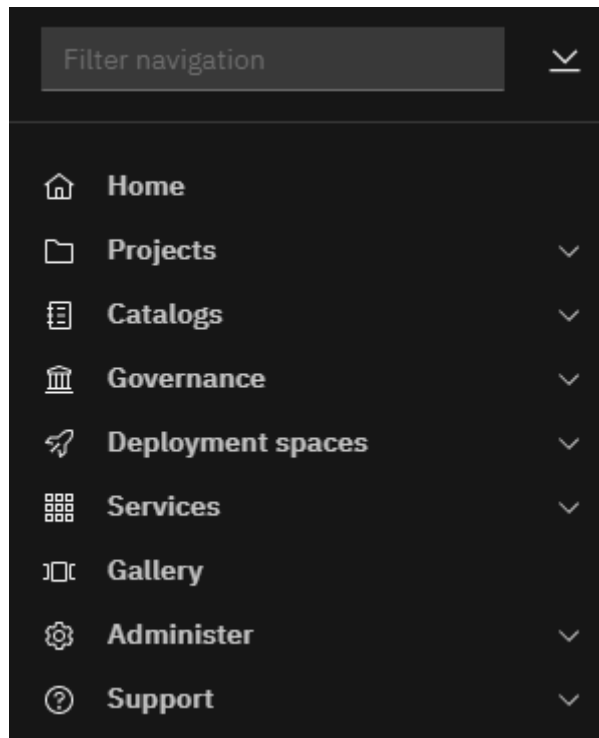 Filter navigation
Home
Projects
Catalogs
Governance
Deployment spaces
Services
Gallery
Administer
Support